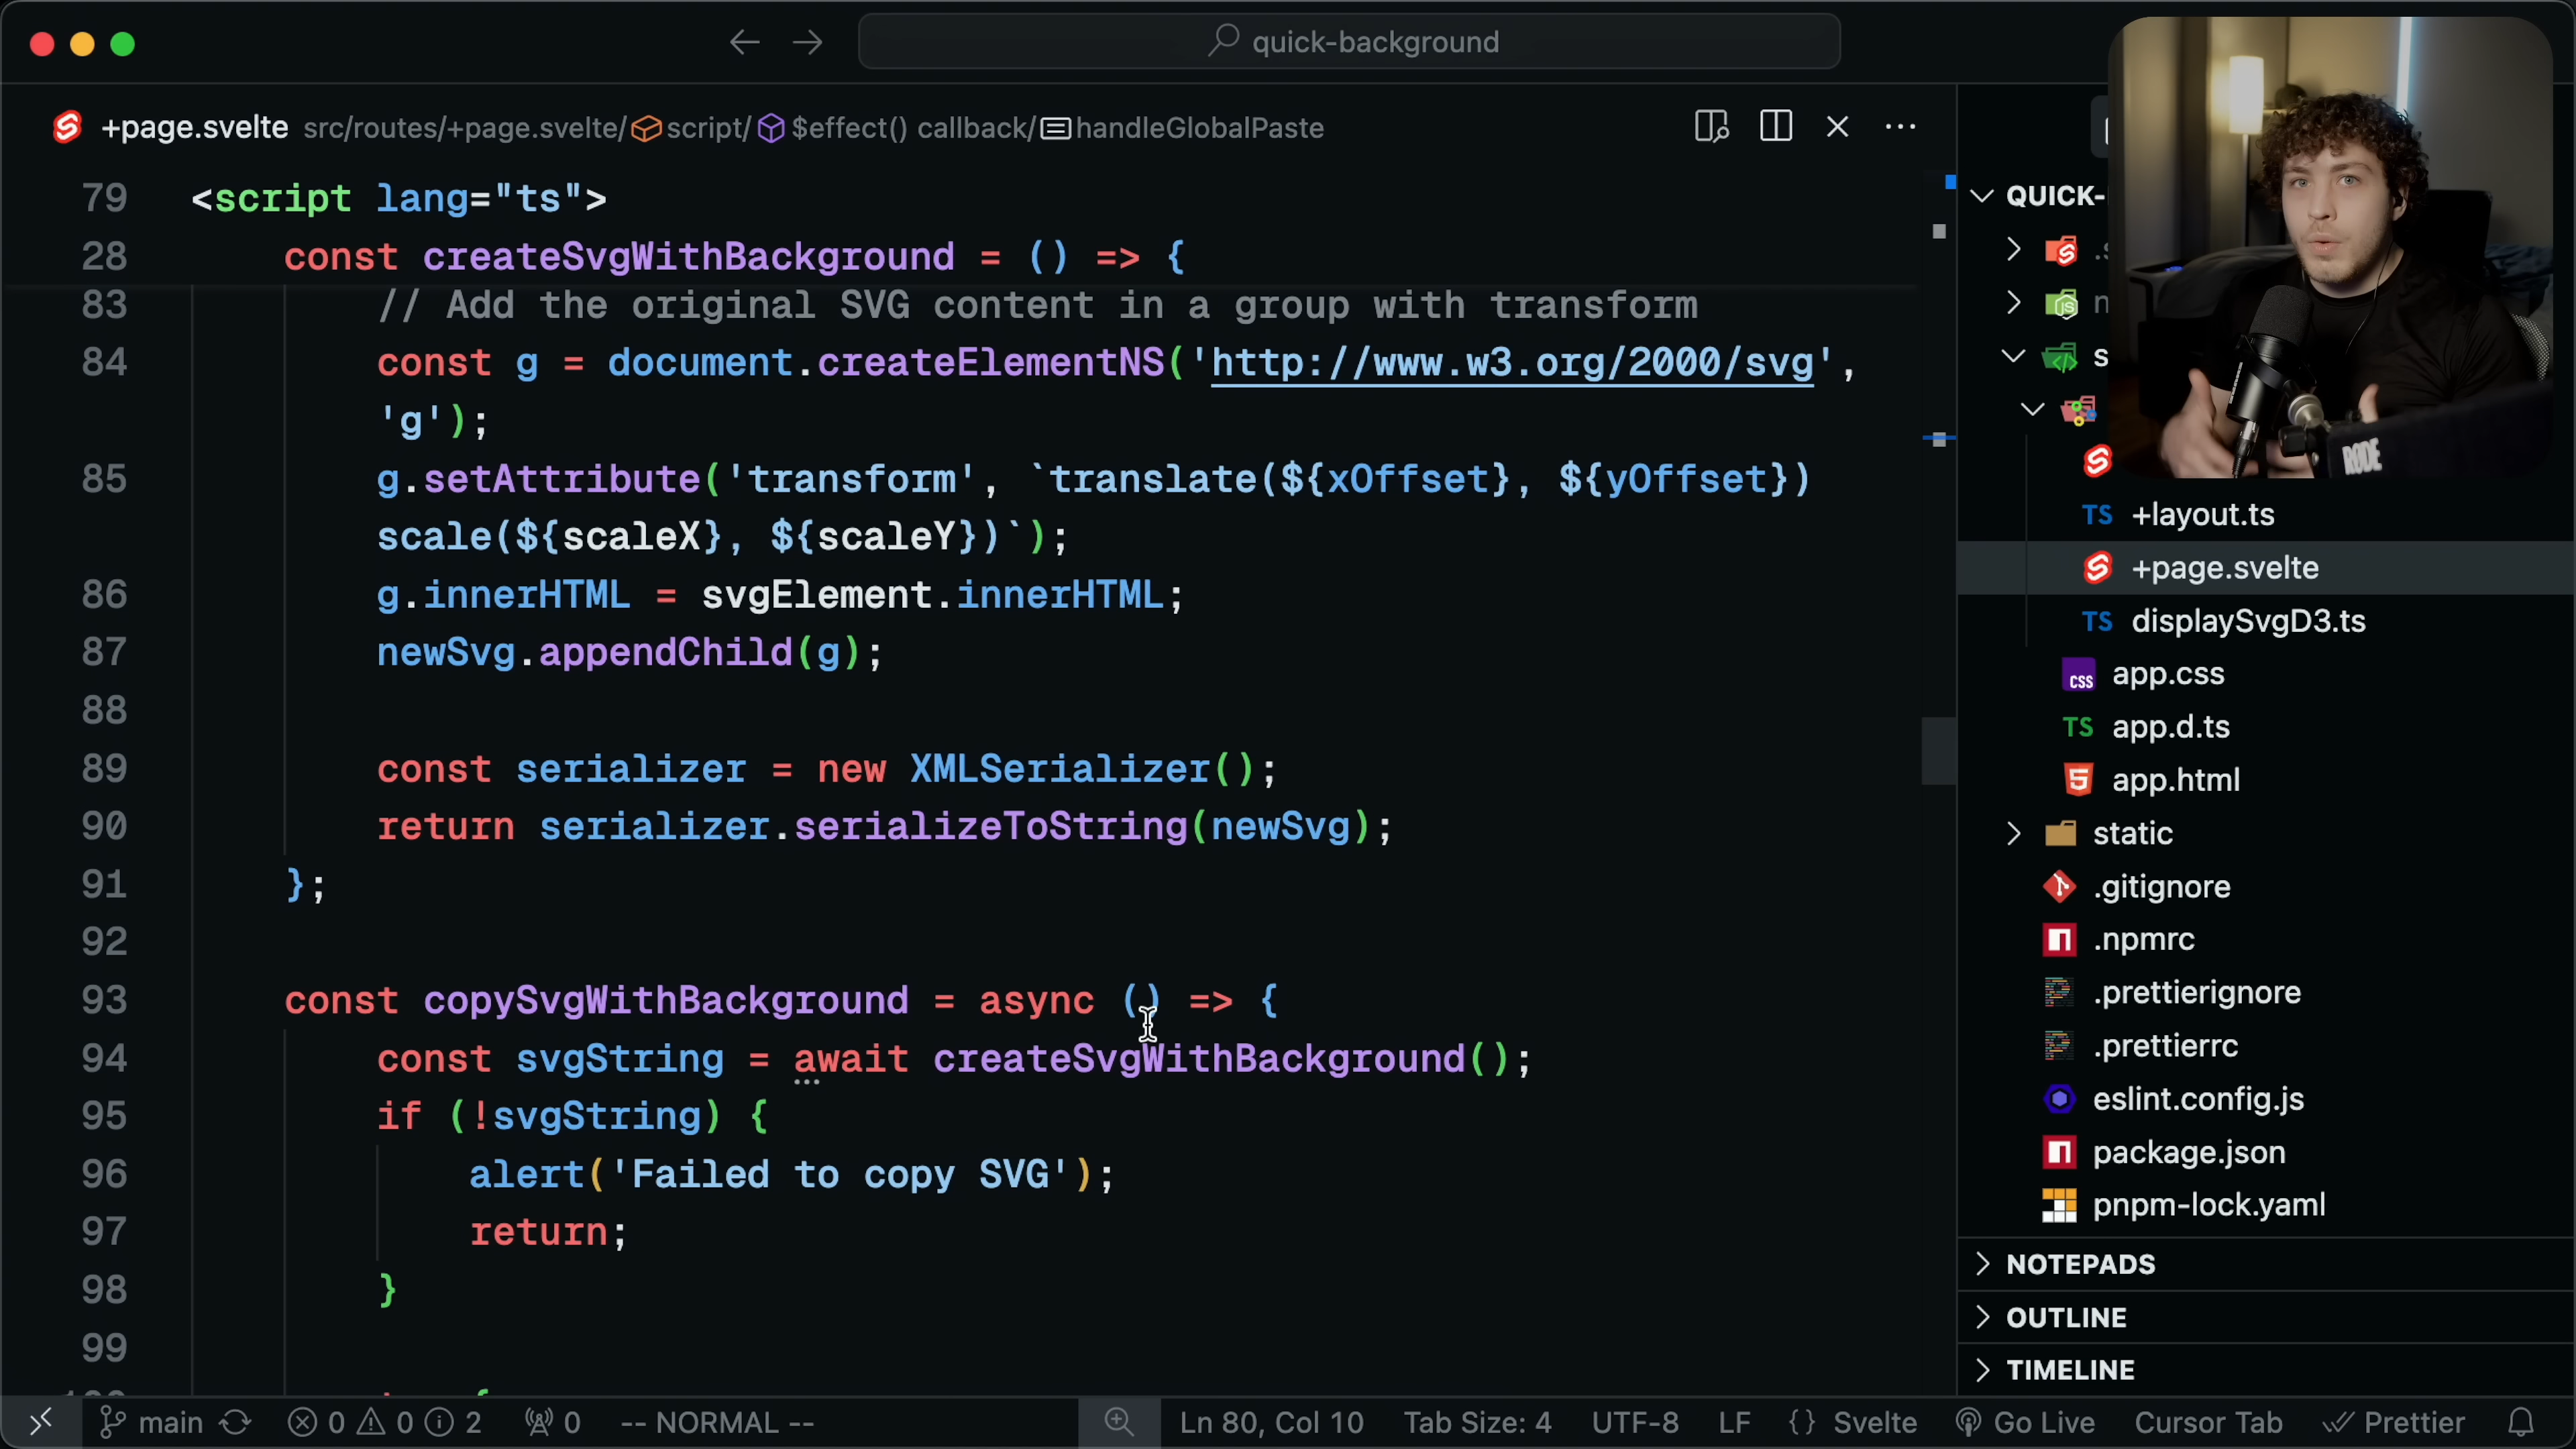 quick-background
+page.svelte src/routes/+page.svelte/ script/ $effect() callback/ handleGlobalPaste
79 <script lang="ts">
28 const createSvgWithBackground = () => {
83 // Add the original SVG content in a group with transform
84 const g = document.createElementNS('http://www.w3.org/2000/svg',
'g');
85 g.setAttribute('transform', `translate(${xOffset}, ${yOffset})
scale(${scaleX}, ${scaleY})`);
86 g.innerHTML = svgElement.innerHTML;
87 newSvg.appendChild(g);
88
89 const serializer = new XMLSerializer();
90 return serializer.serializeToString(newSvg);
91 };
92
93 const copySvgWithBackground = async () => {
94 const svgString = await createSvgWithBackground();
95 if (!svgString) {
96 alert('Failed to copy SVG');
97 return;
98 }
99
QUICK-
RODE
TS +layout.ts
+page.svelte
TS displaySvgD3.ts
CSS app.css
TS app.d.ts
5 app.html
static
.gitignore
.npmrc
.prettierignore
.prettierrc
eslint.config.js
package.json
pnpm-lock.yaml
NOTEPADS
OUTLINE
TIMELINE
main 0 0 2 0 -- NORMAL -- Ln 80, Col 10 Tab Size: 4 UTF-8 LF {} Svelte Go Live Cursor Tab Prettier